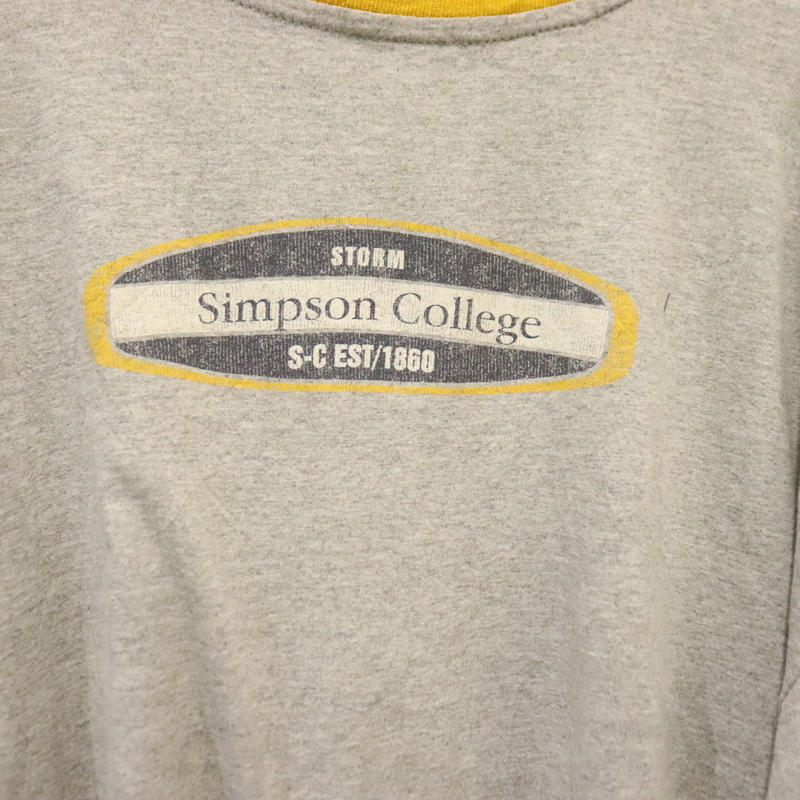 STORM
Simpson College
S-C EST/1860